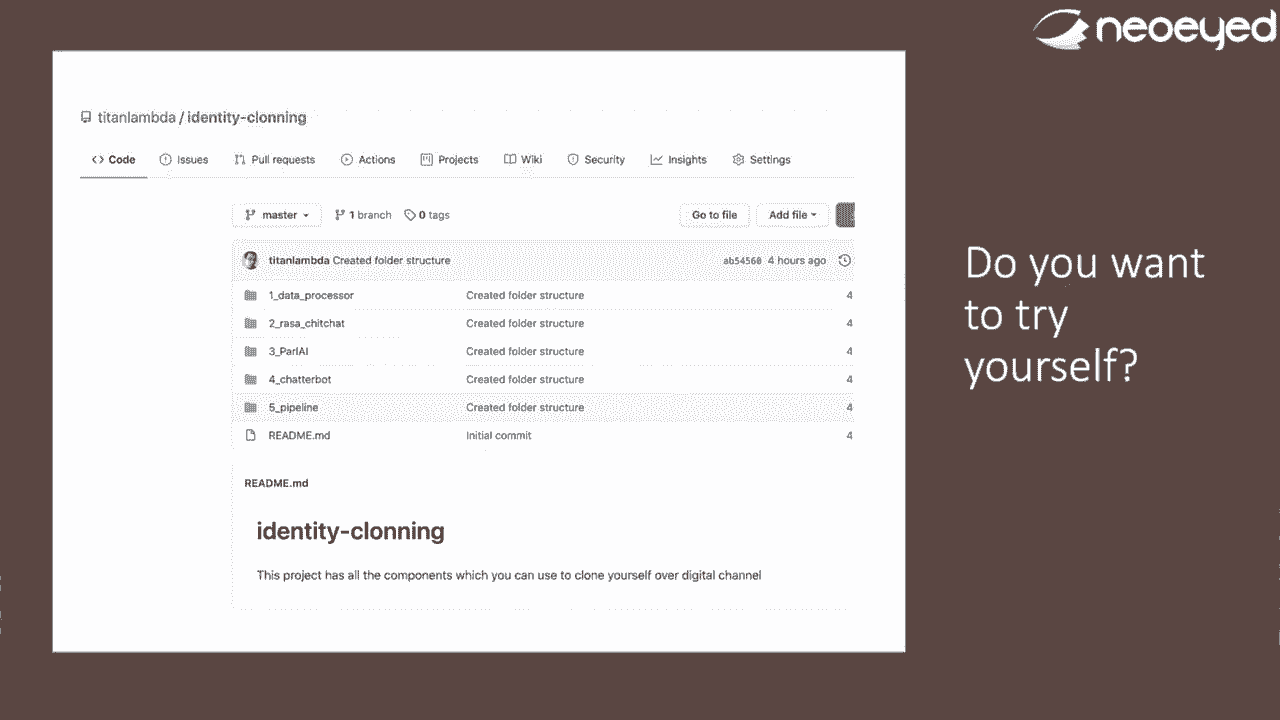 neoeyed
titanlambda / identity-clonning
Code Issues Pull requests Actions Projects Wiki Security Insights Settings
master 1 branch 0 tags Go to file Add file
titanlambda Created folder structure ab54560 4 hours ago
1_data_processor Created folder structure 4
2_rasa_chitchat Created folder structure 4
3_ParlAI Created folder structure 4
4_chatterbot Created folder structure 4
5_pipeline Created folder structure 4
README.md Initial commit 4
README.md
identity-clonning
This project has all the components which you can use to clone yourself over digital channel
Do you want
to try
yourself?